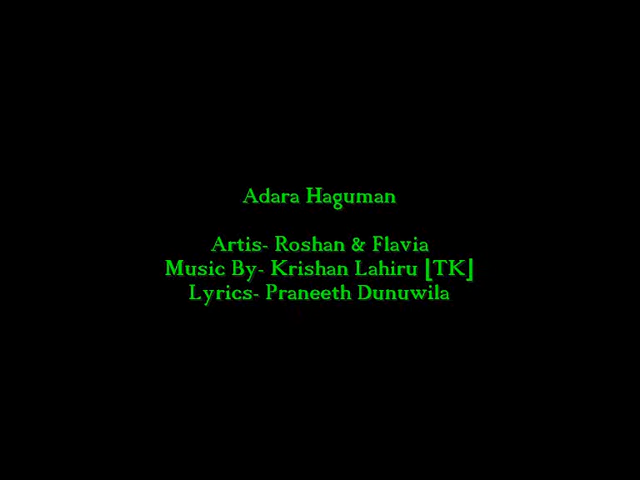 Adara Haguman
Artis- Roshan & Flavia
Music By- Krishan Lahiru ⌊TK⌋
Lyrics- Praneeth Dunuwila